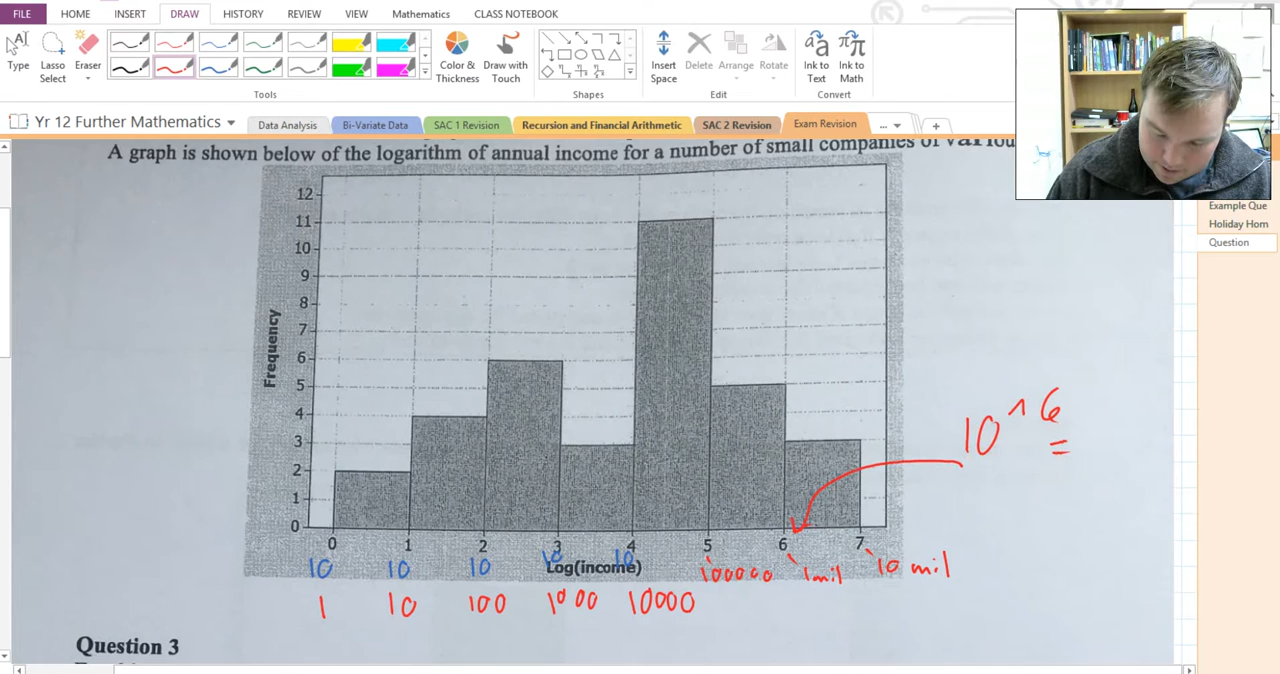 FILE HOME INSERT DRAW HISTORY REVIEW VIEW Mathematics CLASS NOTEBOOK
Type
Lasso Select
Eraser
Color & Thickness
Draw with Touch
Insert Space
Delete
Arrange
Rotate
Ink to Text
Ink to Math
Tools
Shapes
Edit
Convert
Yr 12 Further Mathematics
Data Analysis
Bi-Variate Data
SAC 1 Revision
Recursion and Financial Arithmetic
SAC 2 Revision
Exam Revision
...
+
Example Que
Holiday Hom
Question
A graph is shown below of the logarithm of annual income for a number of small companies of variou
12
11
10
9
8
7
6
5
4
3
2
1
0
Frequency
0 1 2 3 4 5 6 7
Log(income)
10 10 10 10 10
1 10 100 1000 10000 100000 1mil 10 mil
10^6
=
Question 3